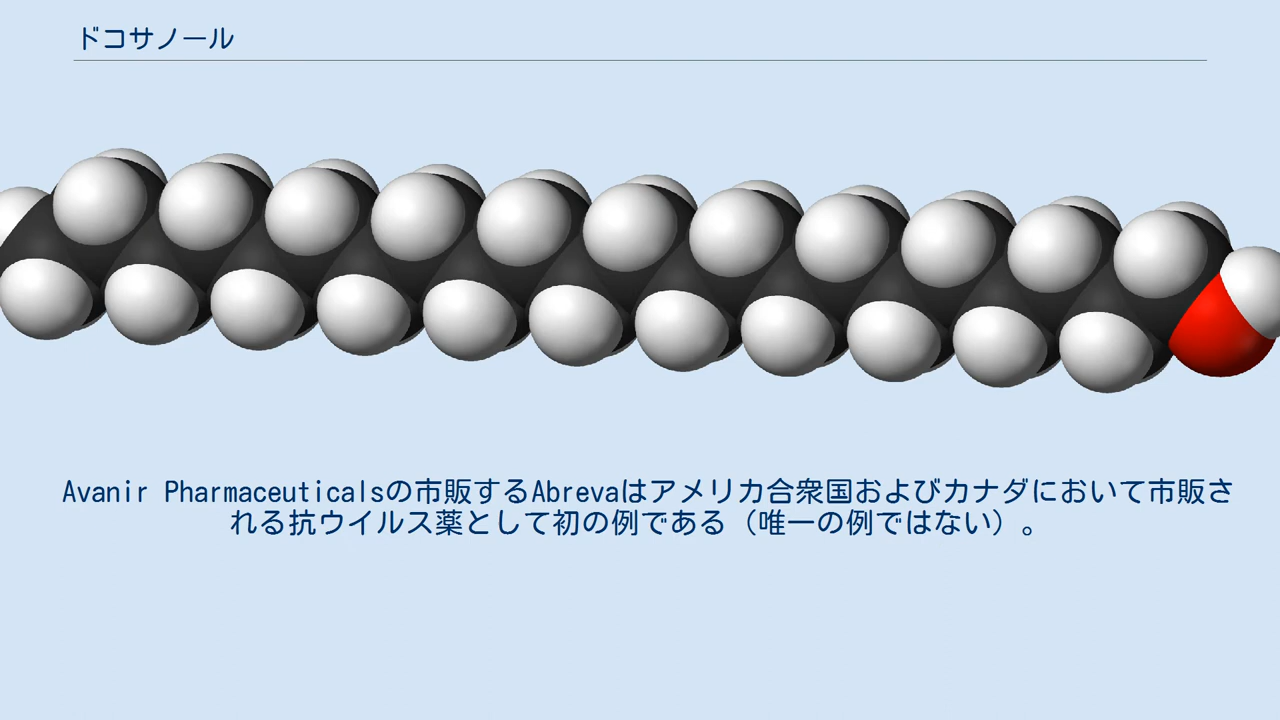 ドコサノール
Avanir Pharmaceuticalsの市販するAbrevaはアメリカ合衆国およびカナダにおいて市販さ
れる抗ウイルス薬として初の例である（唯一の例ではない）。